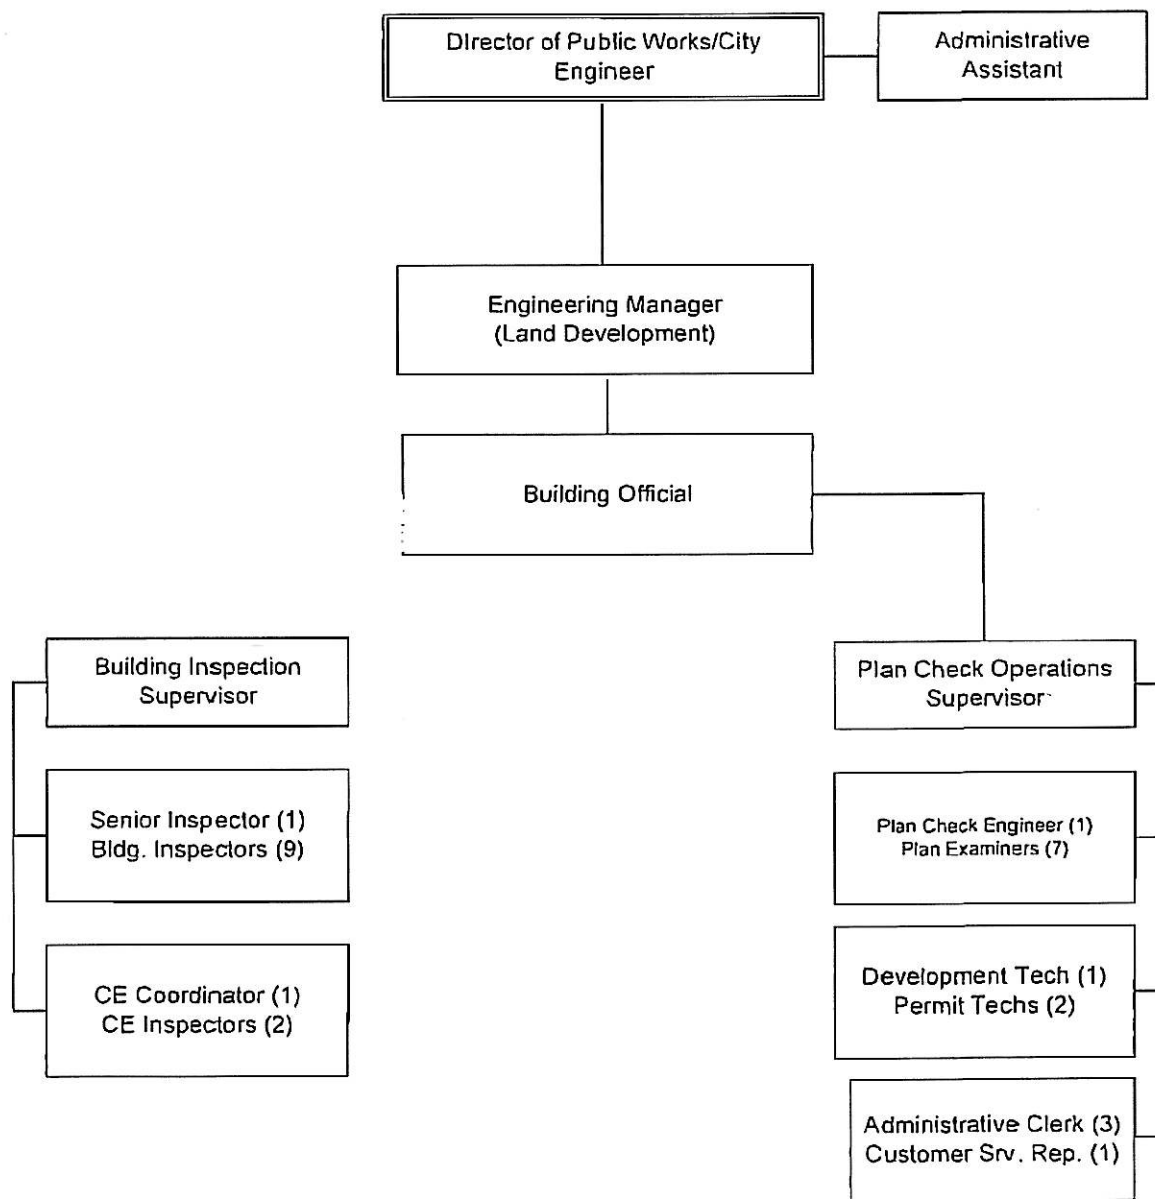 Director of Public Works/City
Engineer
Administrative
Assistant
Engineering Manager
(Land Development)
Building Official
Building Inspection
Supervisor
Plan Check Operations
Supervisor
Senior Inspector (1)
Bldg. Inspectors (9)
Plan Check Engineer (1)
Plan Examiners (7)
CE Coordinator (1)
CE Inspectors (2)
Development Tech (1)
Permit Techs (2)
Administrative Clerk (3)
Customer Srv. Rep. (1)